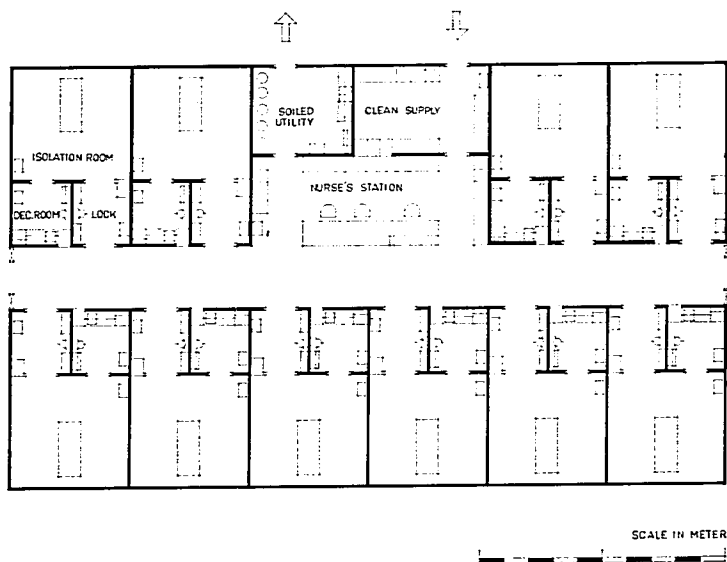 SOILED
UTILITY
CLEAN SUPPLY
ISOLATION ROOM
NURSE'S STATION
DEC.ROOM
LOCK
SCALE IN METER